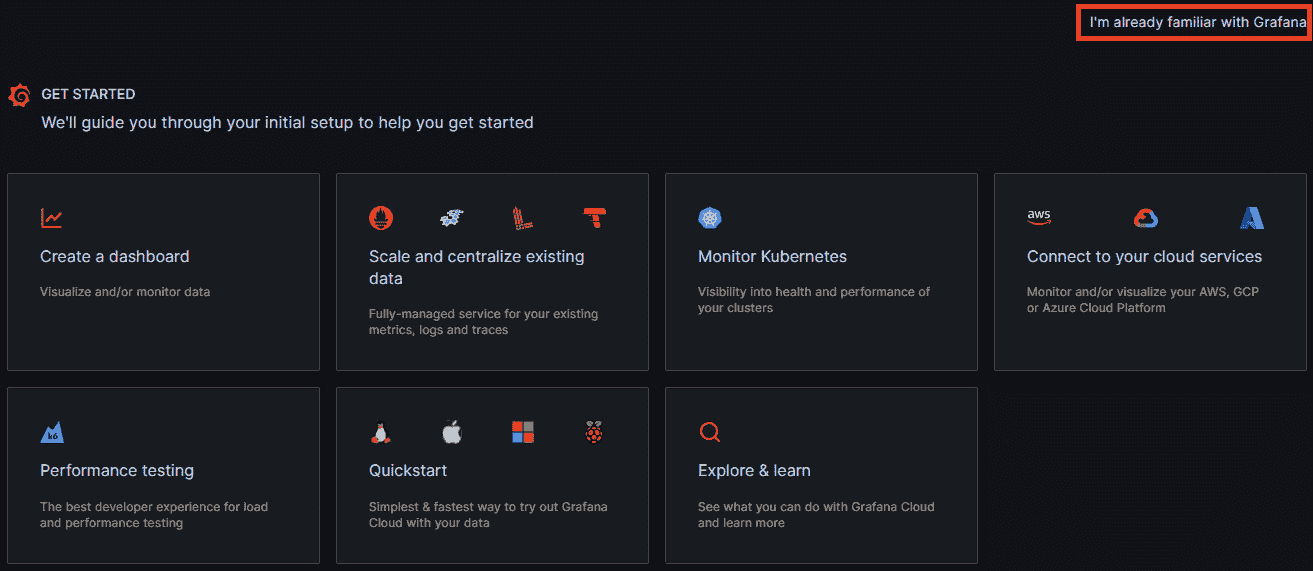 I'm already familiar with Grafana
GET STARTED
We'll guide you through your initial setup to help you get started
Create a dashboard
Visualize and/or monitor data
Scale and centralize existing
data
Fully-managed service for your existing
metrics, logs and traces
Monitor Kubernetes
Visibility into health and performance of
your clusters
aws
Connect to your cloud services
Monitor and/or visualize your AWS, GCP
or Azure Cloud Platform
k6
Performance testing
The best developer experience for load
and performance testing
Quickstart
Simplest & fastest way to try out Grafana
Cloud with your data
Explore & learn
See what you can do with Grafana Cloud
and learn more